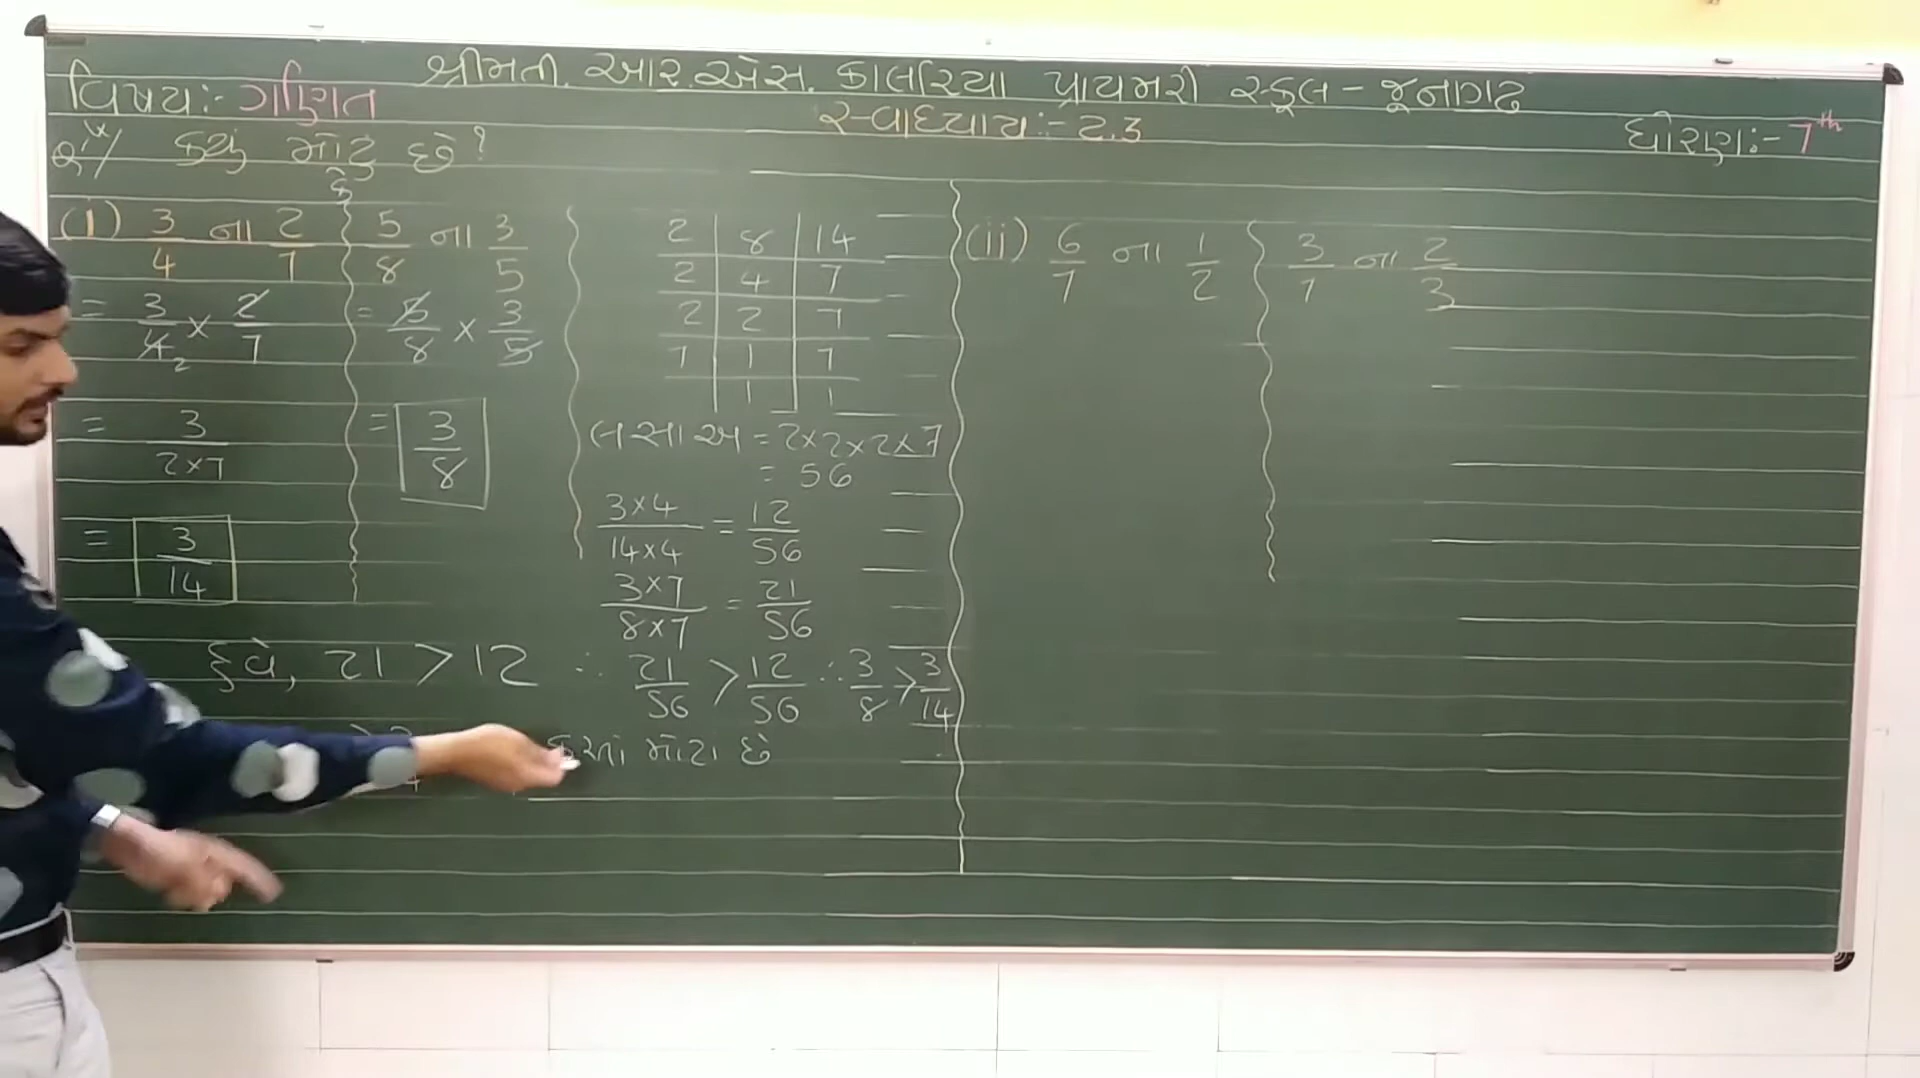 શ્રીમતી. આર.એસ. કાલરિયા પ્રાયમરી સ્કૂલ - જૂનાગઢ
વિષય:- ગણિત
સ્વાધ્યાય:- 2.3
ધોરણ:- 7th
કયું મોટું છે?
કે
(i) 3/4 ના 2/7
= 3/4 2 × 2/7
= 3/2×7
= 3/14
5/8 ના 3/5
= 5/8 × 3/5
= 3/8
2 | 8 | 14
2 | 4 | 7
2 | 2 | 7
7 | 1 | 7
| 1 | 1
લસાઅ = 2×2×2×7
= 56
3×4/14×4 = 12/56
3×7/8×7 = 21/56
હવે, 21 > 12 ∴ 21/56 > 12/56 ∴ 3/8 > 3/14
કરતાં મોટા છે
(ii) 6/7 ના 1/2
3/7 ના 2/3